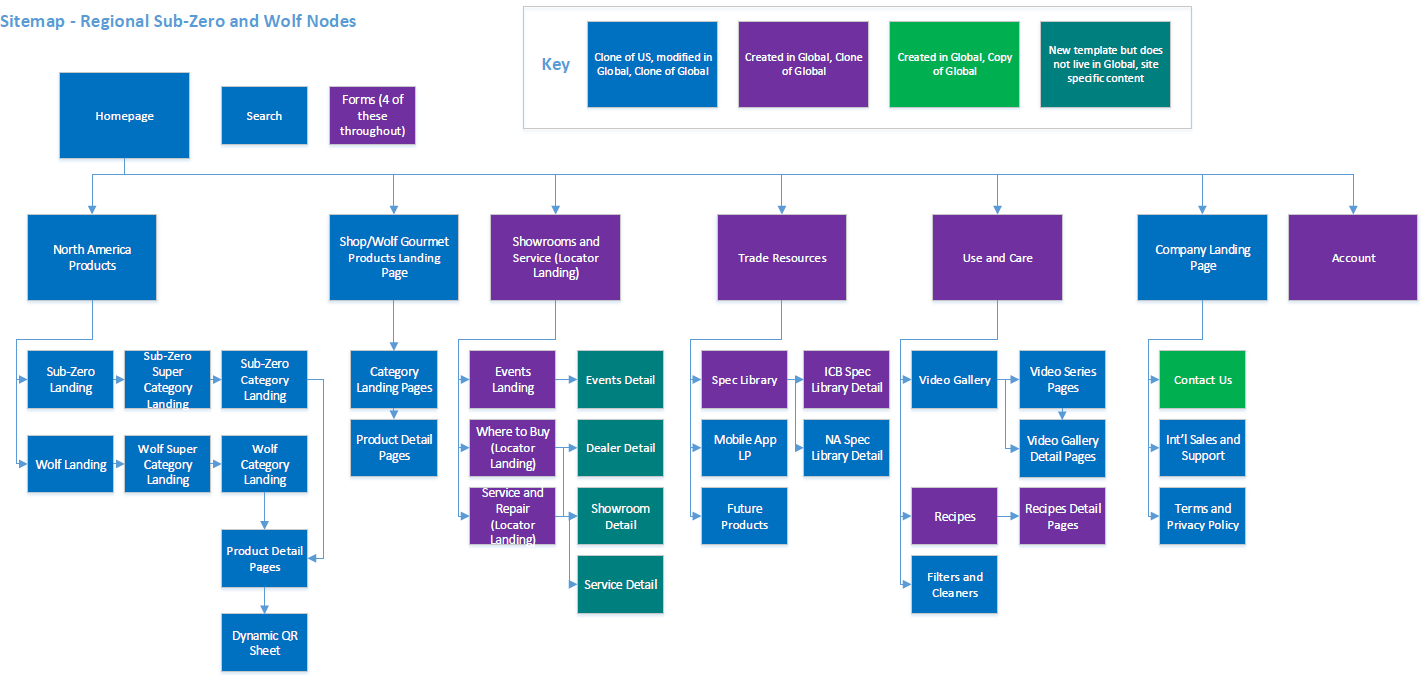 Sitemap - Regional Sub-Zero and Wolf Nodes
Key
Clone of US, modified in
Global, Clone of Global
Created in Global, Clone
of Global
Created in Global, Copy
of Global
New template but does
not live in Global, site
specific content
Homepage
Search
Forms (4 of
these
throughout)
North America
Products
Shop/Wolf Gourmet
Products Landing
Page
Showrooms and
Service (Locator
Landing)
Trade Resources
Use and Care
Company Landing
Page
Account
Sub-Zero
Landing
Sub-Zero
Super
Category
Landing
Sub-Zero
Category
Landing
Category
Landing Pages
Events
Landing
Events Detail
Spec Library
ICB Spec
Library Detail
Video Gallery
Video Series
Pages
Contact Us
Wolf Landing
Wolf Super
Category
Landing
Wolf
Category
Landing
Product Detail
Pages
Where to Buy
(Locator
Landing)
Dealer Detail
Mobile App
LP
NA Spec
Library Detail
Video Gallery
Detail Pages
Int'l Sales and
Support
Service and
Repair
(Locator
Landing)
Showroom
Detail
Future
Products
Recipes
Recipes Detail
Pages
Terms and
Privacy Policy
Product Detail
Pages
Service Detail
Filters and
Cleaners
Dynamic QR
Sheet